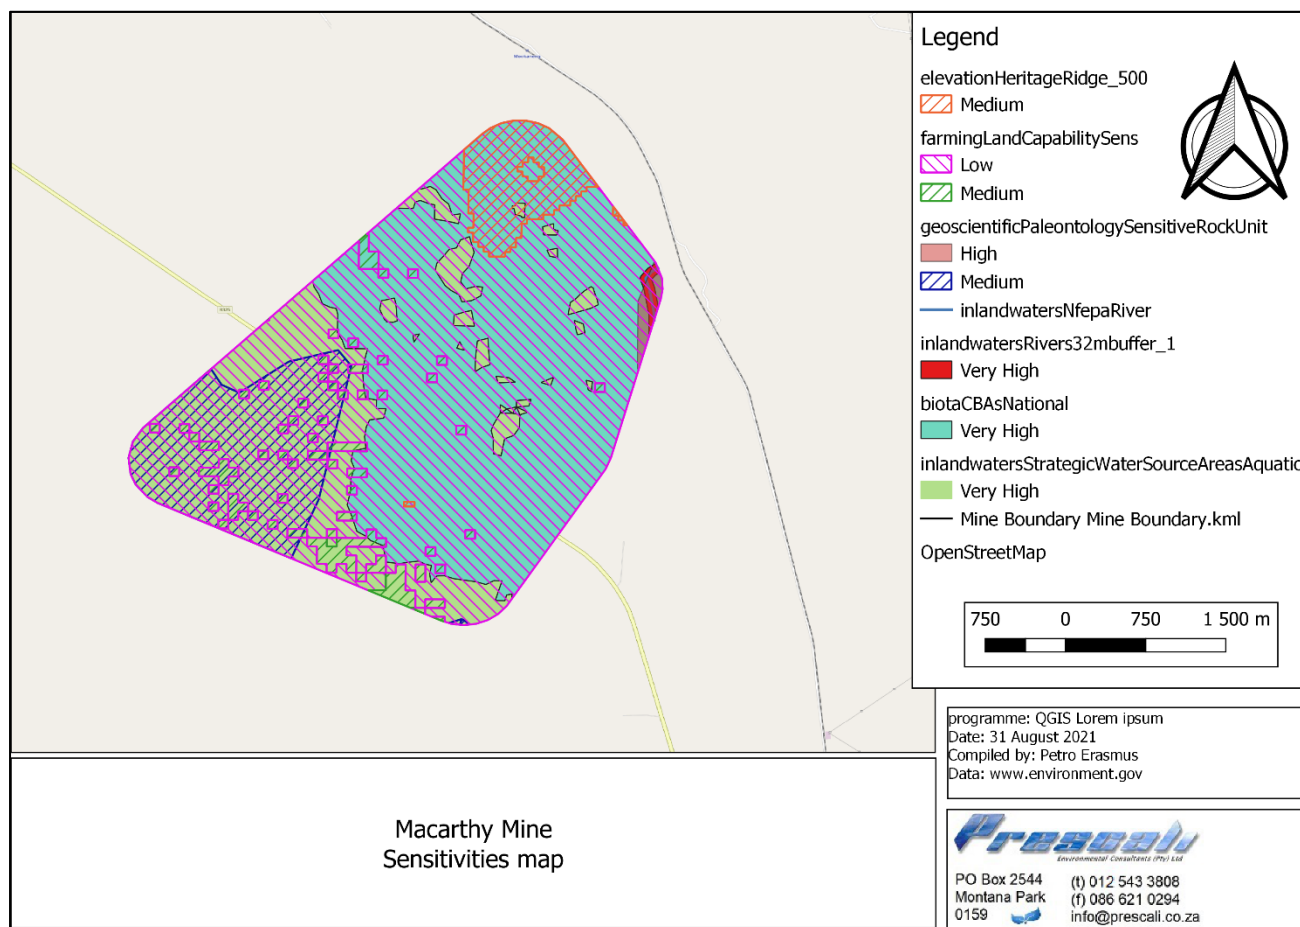 Legend
elevationHeritageRidge_500
Medium
farmingLandCapabilitySens
Low
Medium
geoscientificPaleontologySensitiveRockUnit
High
Medium
inlandwatersNfepaRiver
inlandwatersRivers32mbuffer_1
Very High
biotaCBAsNational
Very High
inlandwatersStrategicWaterSourceAreasAquatic
Very High
Mine Boundary Mine Boundary.kml
OpenStreetMap
750 0 750 1 500 m
programme: QGIS Lorem ipsum
Date: 31 August 2021
Compiled by: Petro Erasmus
Data: www.environment.gov
Macarthy Mine
Sensitivities map
Prescali
Environmental Consultants (Pty) Ltd
PO Box 2544
Montana Park
0159
(t) 012 543 3808
(f) 086 621 0294
info@prescali.co.za